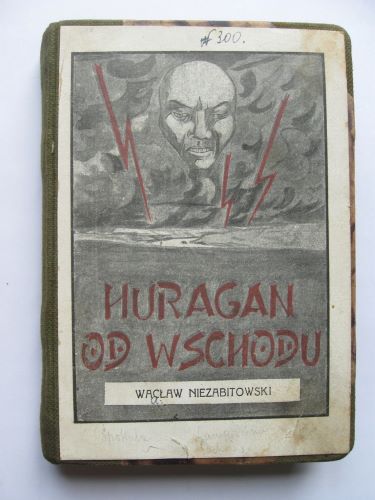 300.
HURAGAN
OD WSCHODU
WACŁAW NIEZABITOWSKI